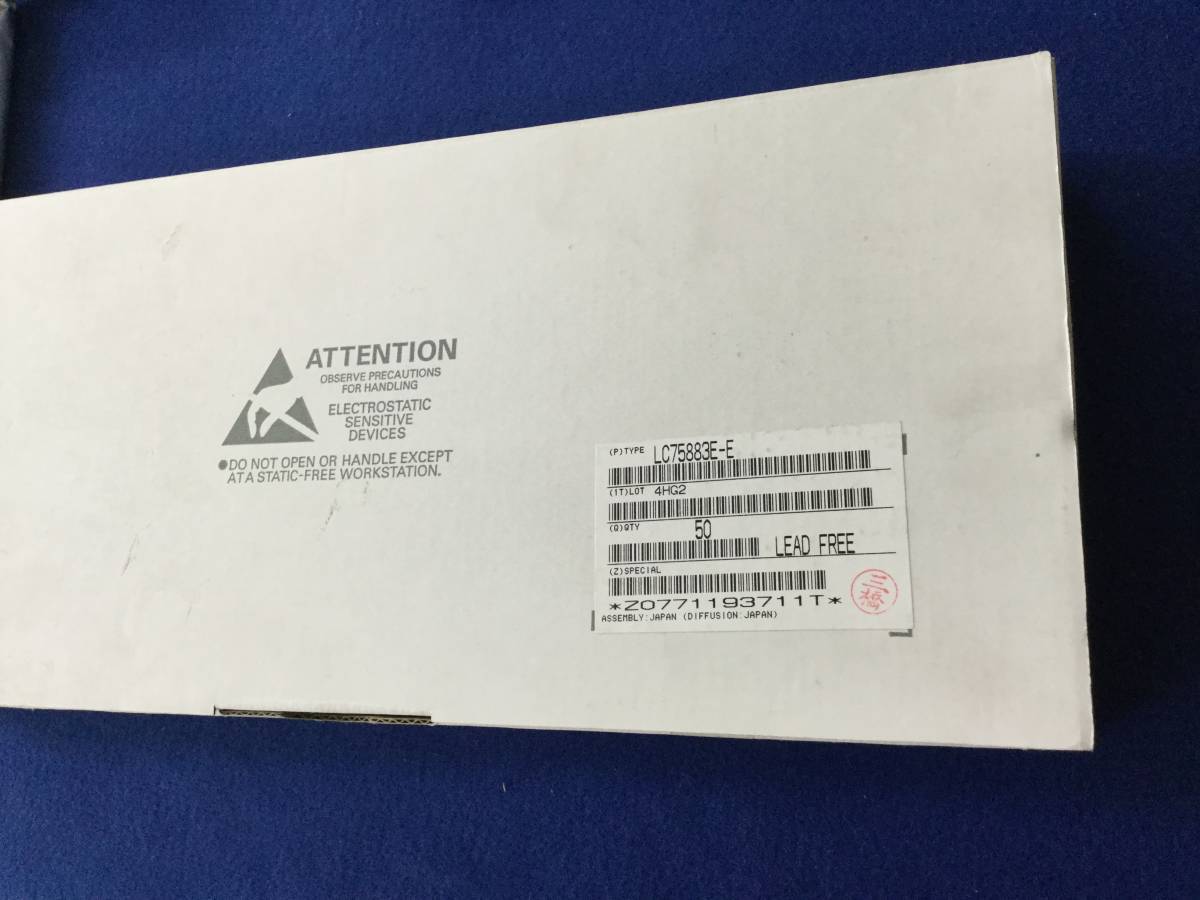 ATTENTION
OBSERVE PRECAUTIONS
FOR HANDLING
ELECTROSTATIC
SENSITIVE
DEVICES
●DO NOT OPEN OR HANDLE EXCEPT
AT A STATIC-FREE WORKSTATION.
(P)TYPE LC75883E-E
(1T)LOT 4HG2
(Q)QTY 50
LEAD FREE
(Z)SPECIAL
*Z0771193711T*
ASSEMBLY:JAPAN (DIFFUSION:JAPAN)